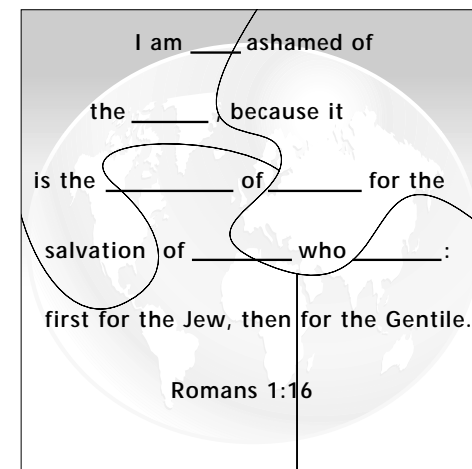 I am ____ ashamed of
the ______ , because it
is the __________ of _______ for the
salvation of ________ who _______:
first for the Jew, then for the Gentile.
Romans 1:16